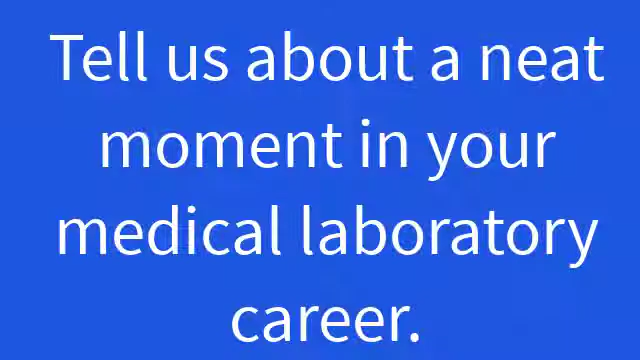 Tell us about a neat
moment in your
medical laboratory
career.